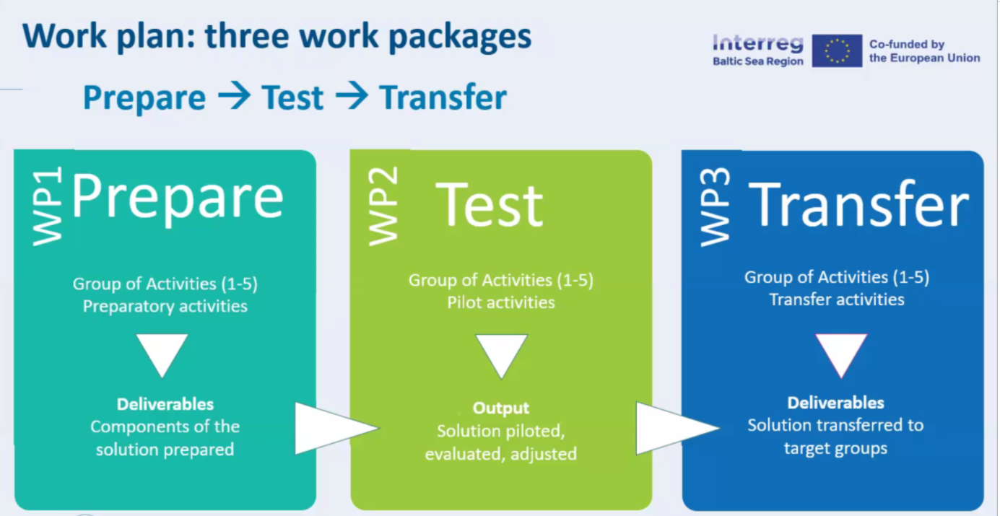 Work plan: three work packages
Interreg
Baltic Sea Region
Co-funded by
the European Union
Prepare → Test → Transfer
WP1
Prepare
Group of Activities (1-5)
Preparatory activities
Deliverables
Components of the
solution prepared
WP2
Test
Group of Activities (1-5)
Pilot activities
Output
Solution piloted,
evaluated, adjusted
WP3
Transfer
Group of Activities (1-5)
Transfer activities
Deliverables
Solution transferred to
target groups